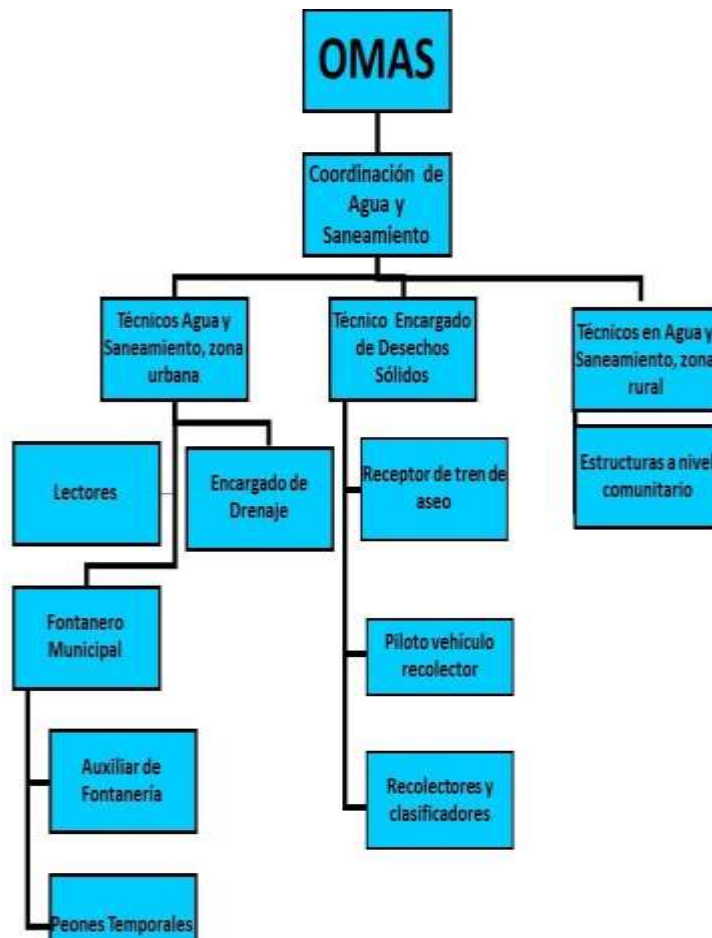 OMAS
Coordinación de
Agua y
Saneamiento
Técnicos Agua y
Saneamiento, zona
urbana
Técnico Encargado
de Desechos
Sólidos
Técnicos en Agua y
Saneamiento, zona
rural
Lectores
Encargado de
Drenaje
Receptor de tren de
aseo
Estructuras a nivel
comunitario
Fontanero
Municipal
Piloto vehículo
recolector
Auxiliar de
Fontanería
Recolectores y
clasificadores
Peones Temporales